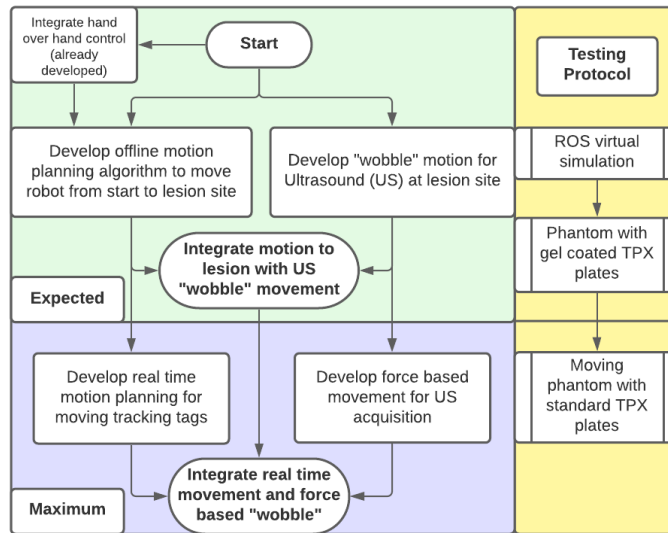 Integrate hand
over hand control
(already
developed)
Start
Testing
Protocol
Develop offline motion
planning algorithm to move
robot from start to lesion site
Develop "wobble" motion for
Ultrasound (US) at lesion site
ROS virtual
simulation
Integrate motion to
lesion with US
"wobble" movement
Phantom with
gel coated TPX
plates
Expected
Develop real time
motion planning for
moving tracking tags
Develop force based
movement for US
acquisition
Moving
phantom with
standard TPX
plates
Integrate real time
movement and force
based "wobble"
Maximum